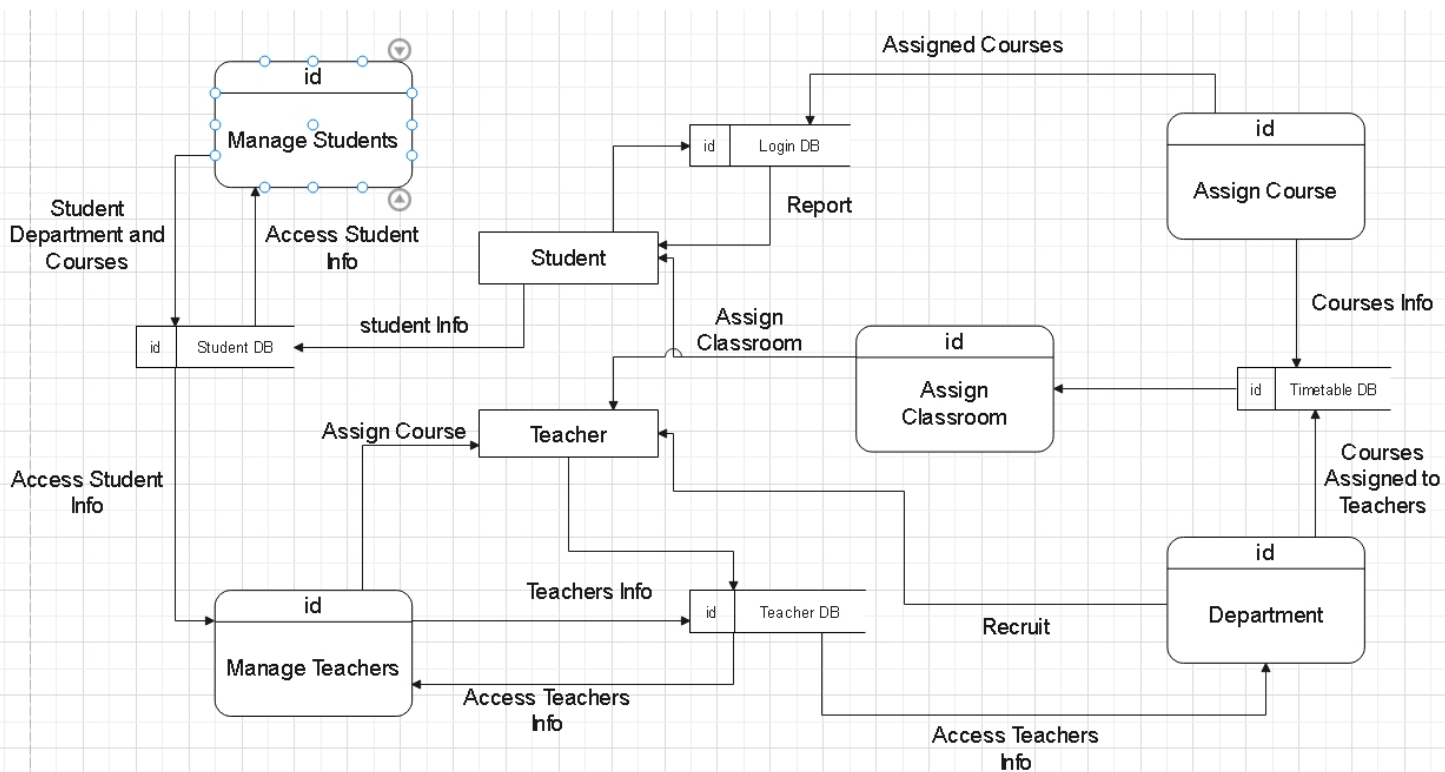 Assigned Courses
id
Manage Students
id
Login DB
id
Assign Course
Student
Department and
Courses
Access Student
Info
Report
Student
Courses Info
student Info
Assign
Classroom
id
Assign
Classroom
id
Student DB
id
Timetable DB
Assign Course
Teacher
Courses
Assigned to
Teachers
Access Student
Info
id
Department
id
Manage Teachers
Teachers Info
id
Teacher DB
Recruit
Access Teachers
Info
Access Teachers
Info